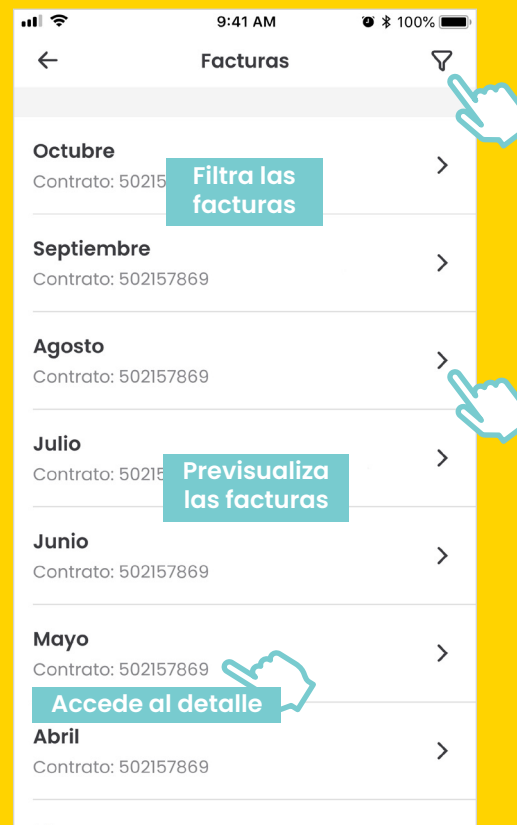 9:41 AM
100%
Facturas
Octubre
Contrato: 50215
Filtra las
facturas
Septiembre
Contrato: 502157869
Agosto
Contrato: 502157869
Julio
Contrato: 50215
Previsualiza
las facturas
Junio
Contrato: 502157869
Mayo
Contrato: 502157869
Accede al detalle
Abril
Contrato: 502157869